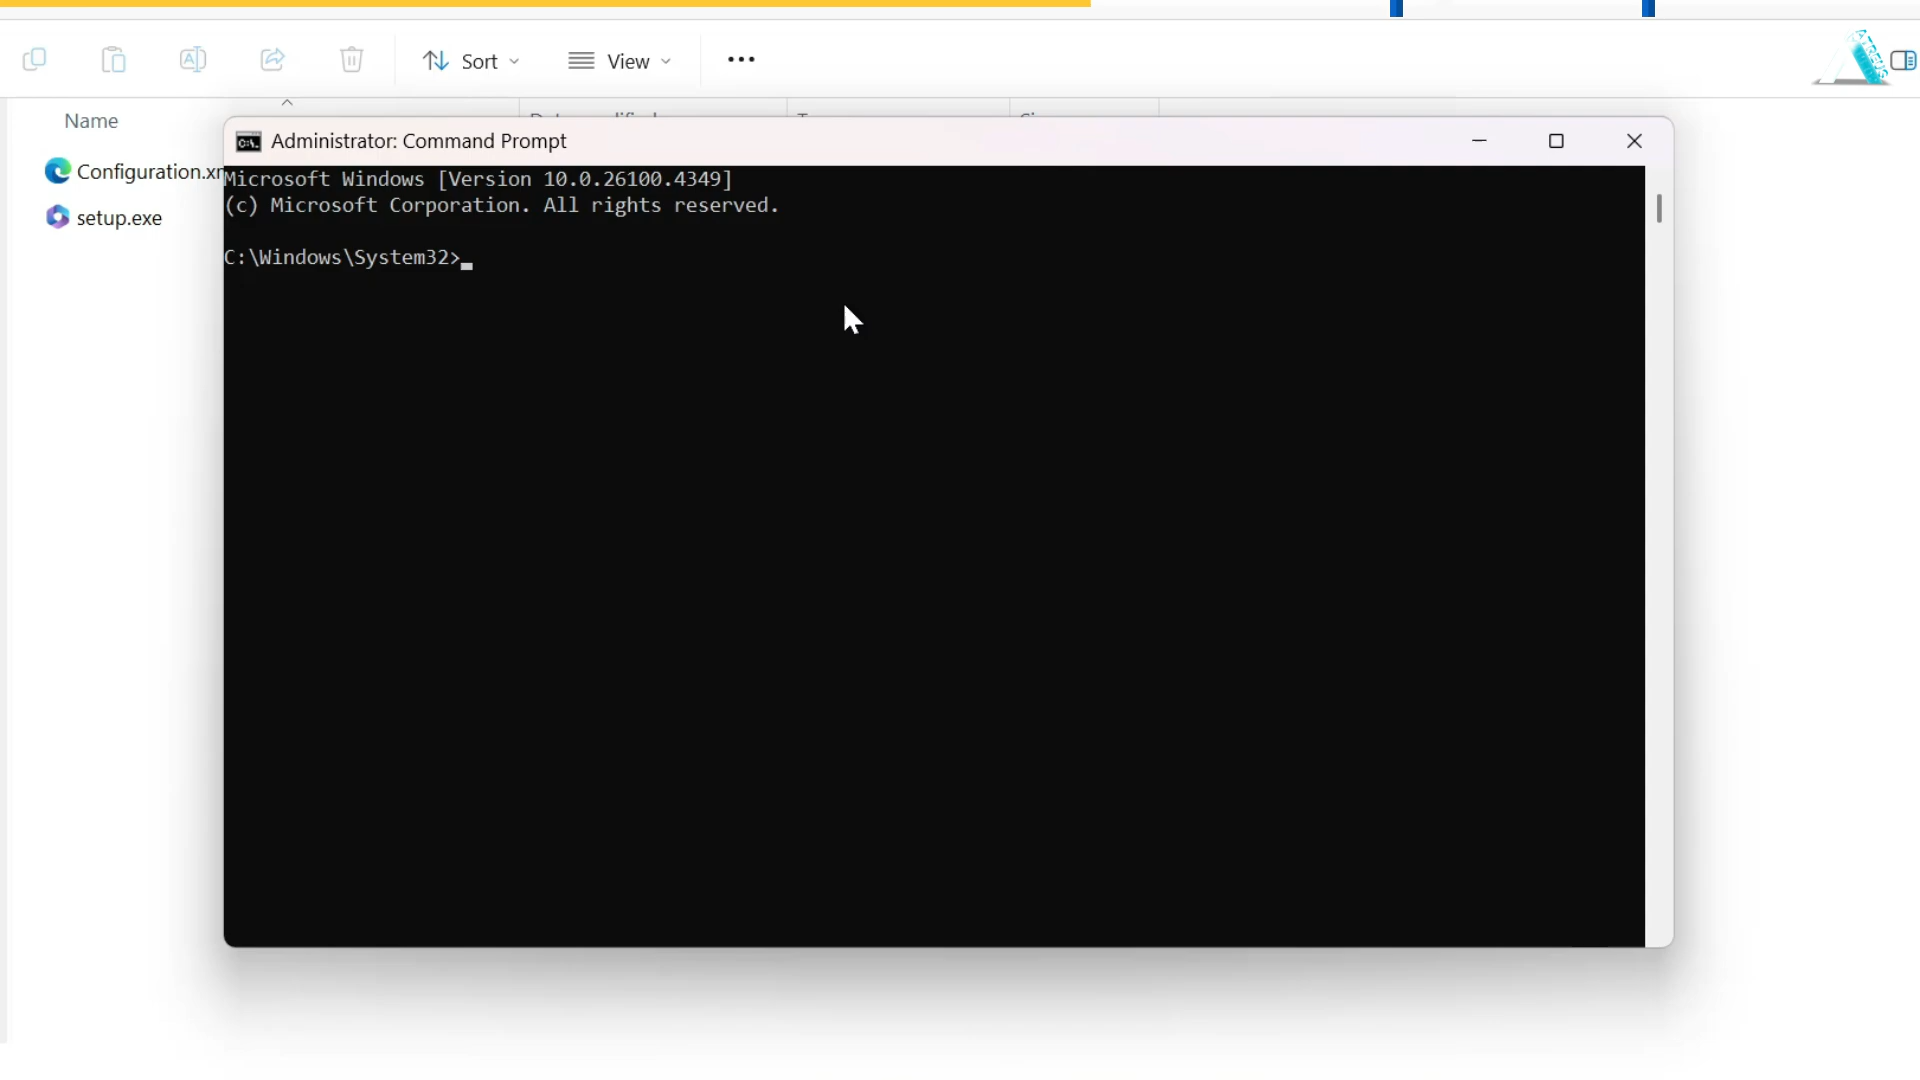 Sort
View
Name
Administrator: Command Prompt
Configuration.xm
setup.exe
Microsoft Windows [Version 10.0.26100.4349]
(c) Microsoft Corporation. All rights reserved.
C:\Windows\System32>